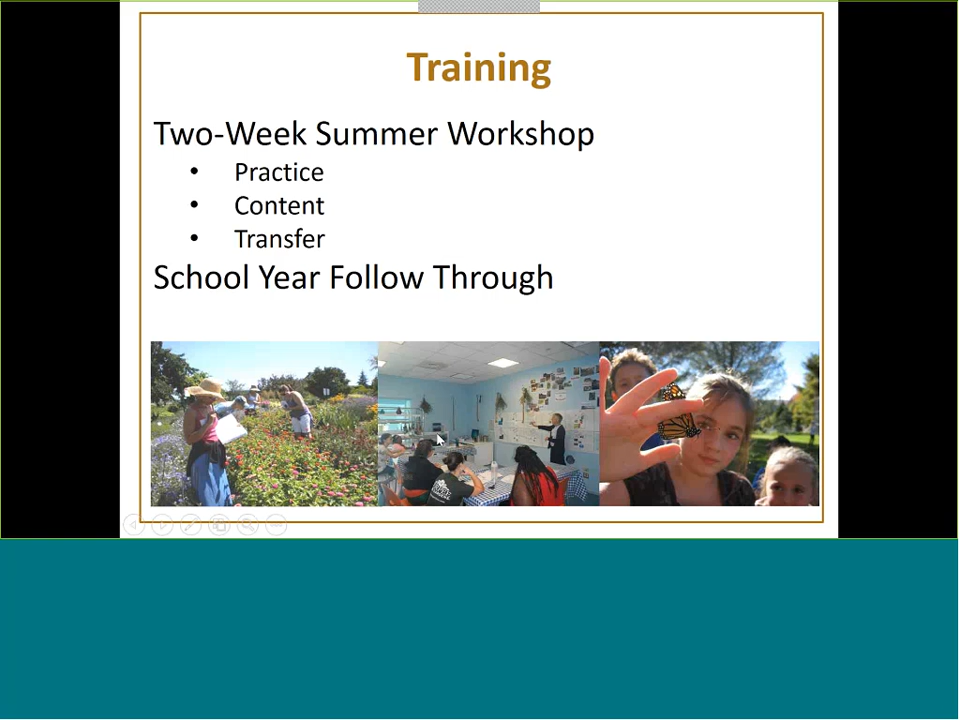 Training
Two-Week Summer Workshop
• Practice
• Content
• Transfer
School Year Follow Through